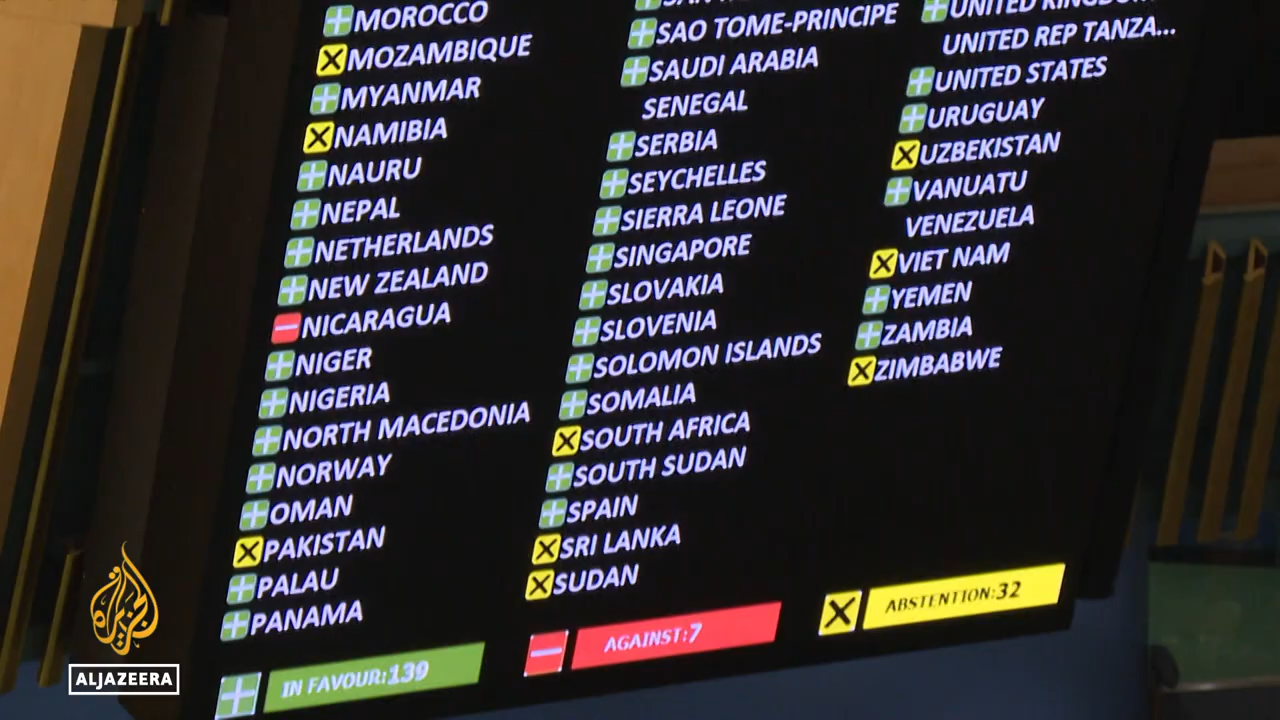 MOROCCO
MOZAMBIQUE
MYANMAR
NAMIBIA
NAURU
NEPAL
NETHERLANDS
NEW ZEALAND
NICARAGUA
NIGER
NIGERIA
NORTH MACEDONIA
NORWAY
OMAN
PAKISTAN
PALAU
PANAMA
SAO TOME-PRINCIPE
SAUDI ARABIA
SENEGAL
SERBIA
SEYCHELLES
SIERRA LEONE
SINGAPORE
SLOVAKIA
SLOVENIA
SOLOMON ISLANDS
SOMALIA
SOUTH AFRICA
SOUTH SUDAN
SPAIN
SRI LANKA
SUDAN
UNITED
UNITED REP TANZA...
UNITED STATES
URUGUAY
UZBEKISTAN
VANUATU
VENEZUELA
VIET NAM
YEMEN
ZAMBIA
ZIMBABWE
IN FAVOUR:139
AGAINST:7
ABSTENTION:32
الجزيرة
ALJAZEERA